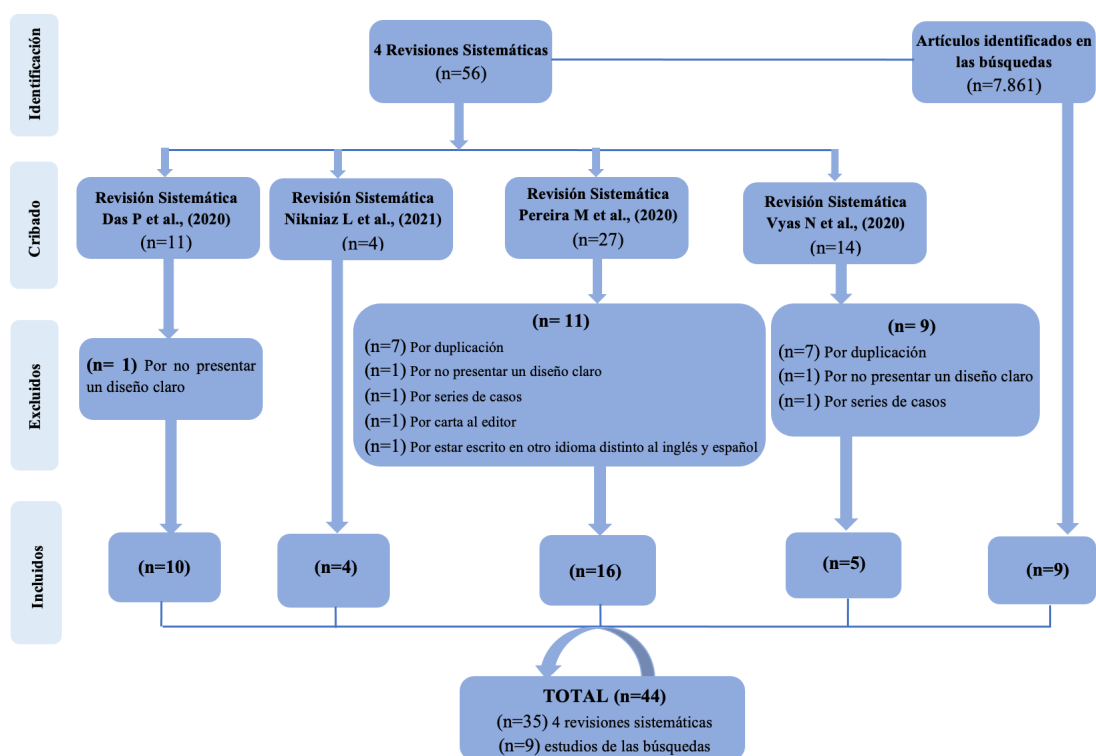 Identificación
4 Revisiones Sistemáticas
(n=56)
Artículos identificados en
las búsquedas
(n=7.861)
Cribado
Revisión Sistemática
Das P et al., (2020)
(n=11)
Revisión Sistemática
Nikniaz L et al., (2021)
(n=4)
Revisión Sistemática
Pereira M et al., (2020)
(n=27)
Revisión Sistemática
Vyas N et al., (2020)
(n=14)
Excluidos
(n= 1) Por no presentar
un diseño claro
(n= 11)
(n=7) Por duplicación
(n=1) Por no presentar un diseño claro
(n=1) Por series de casos
(n=1) Por carta al editor
(n=1) Por estar escrito en otro idioma distinto al inglés y español
(n= 9)
(n=7) Por duplicación
(n=1) Por no presentar un diseño claro
(n=1) Por series de casos
Incluidos
(n=10)
(n=4)
(n=16)
(n=5)
(n=9)
TOTAL (n=44)
(n=35) 4 revisiones sistemáticas
(n=9) estudios de las búsquedas